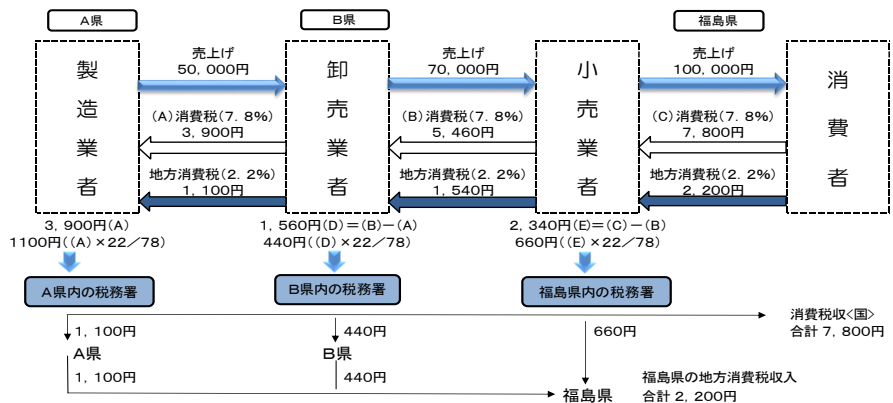 A県
B県
福島県
製造業者
売上げ
50,000円
卸売業者
売上げ
70,000円
小売業者
売上げ
100,000円
消費者
(A)消費税(7.8%)
3,900円
(B)消費税(7.8%)
5,460円
(C)消費税(7.8%)
7,800円
地方消費税(2.2%)
1,100円
地方消費税(2.2%)
1,540円
地方消費税(2.2%)
2,200円
3,900円(A)
1100円((A)×22/78)
1,560円(D)=(B)-(A)
440円((D)×22/78)
2,340円(E)=(C)-(B)
660円((E)×22/78)
A県内の税務署
B県内の税務署
福島県内の税務署
消費税収<国>
合計7,800円
1,100円
440円
660円
A県
B県
1,100円
440円
福島県
福島県の地方消費税収入
合計2,200円